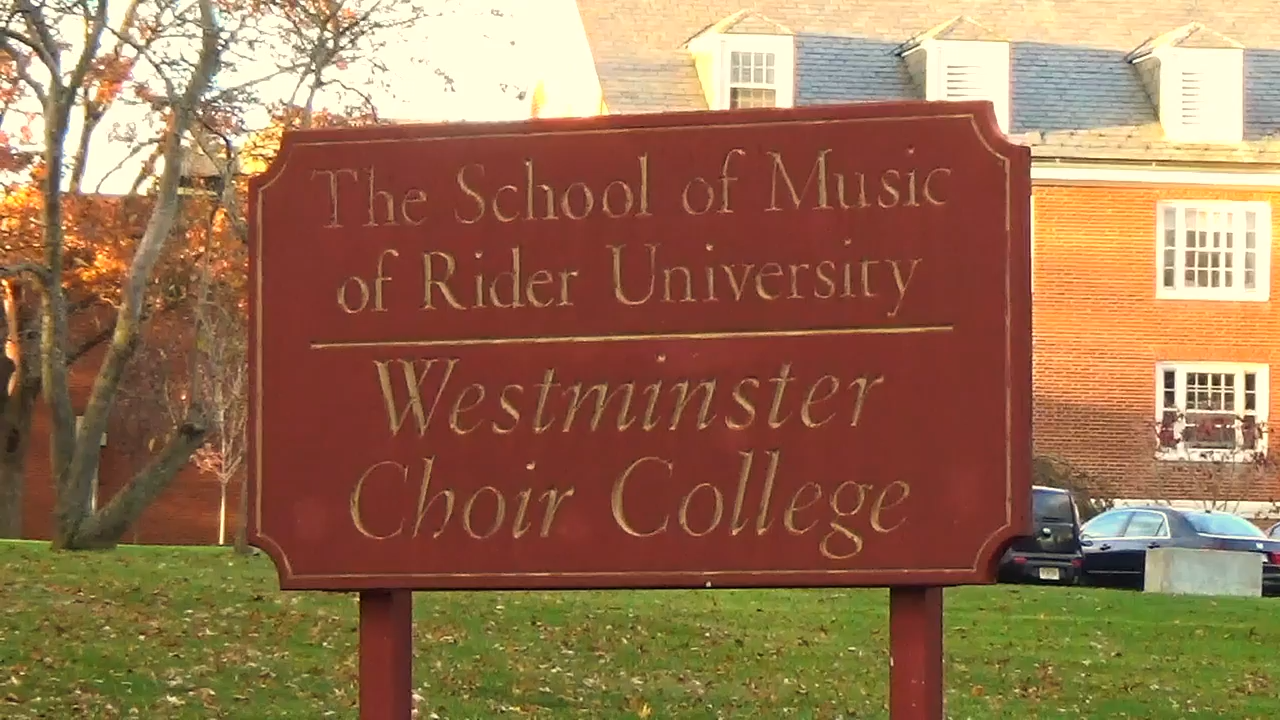 The School of Music
of Rider University
Westminster
Choir College